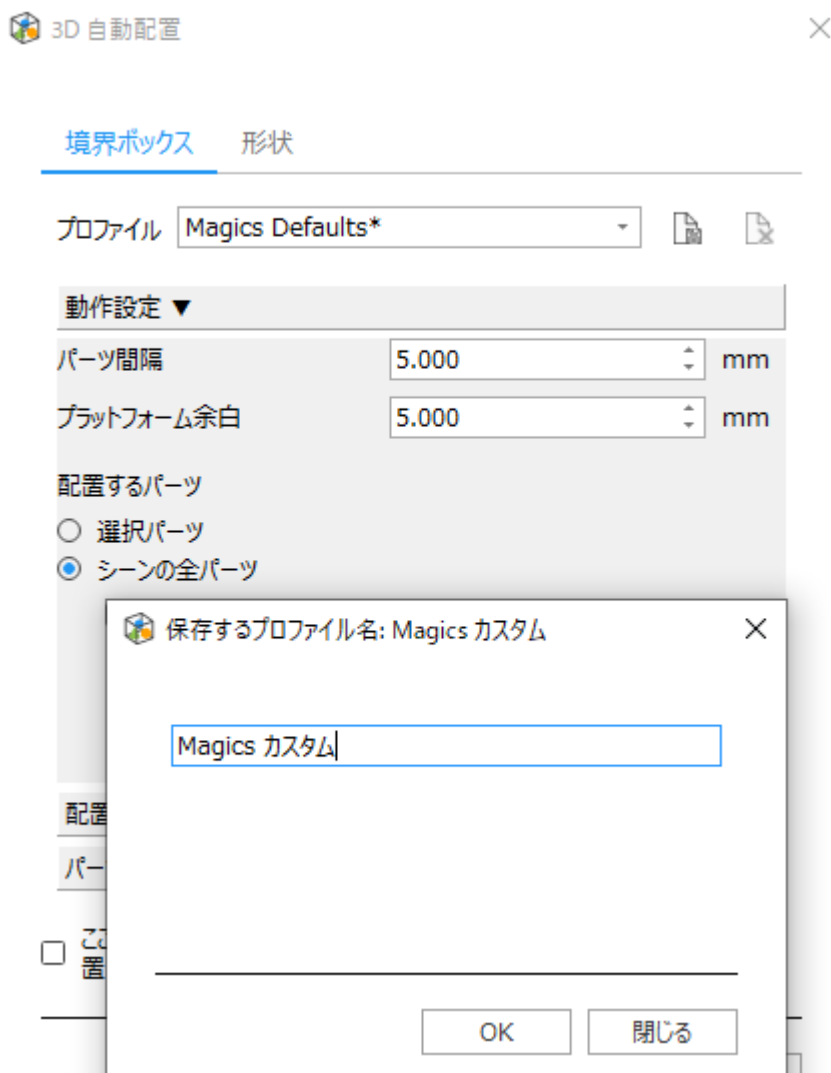 3D 自動配置
境界ボックス 形状
プロファイル Magics Defaults*
動作設定 ▼
パーツ間隔 5.000 mm
プラットフォーム余白 5.000 mm
配置するパーツ
選択パーツ
シーンの全パーツ
保存するプロファイル名: Magics カスタム
Magics カスタム
配置
パー
ここ
置
OK 閉じる